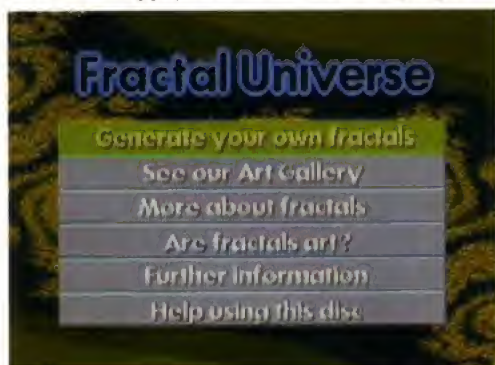 Fractal Universe
Generate your own fractals
See our Art Gallery
More about fractals
Are fractals art?
Further information
Help using this disc